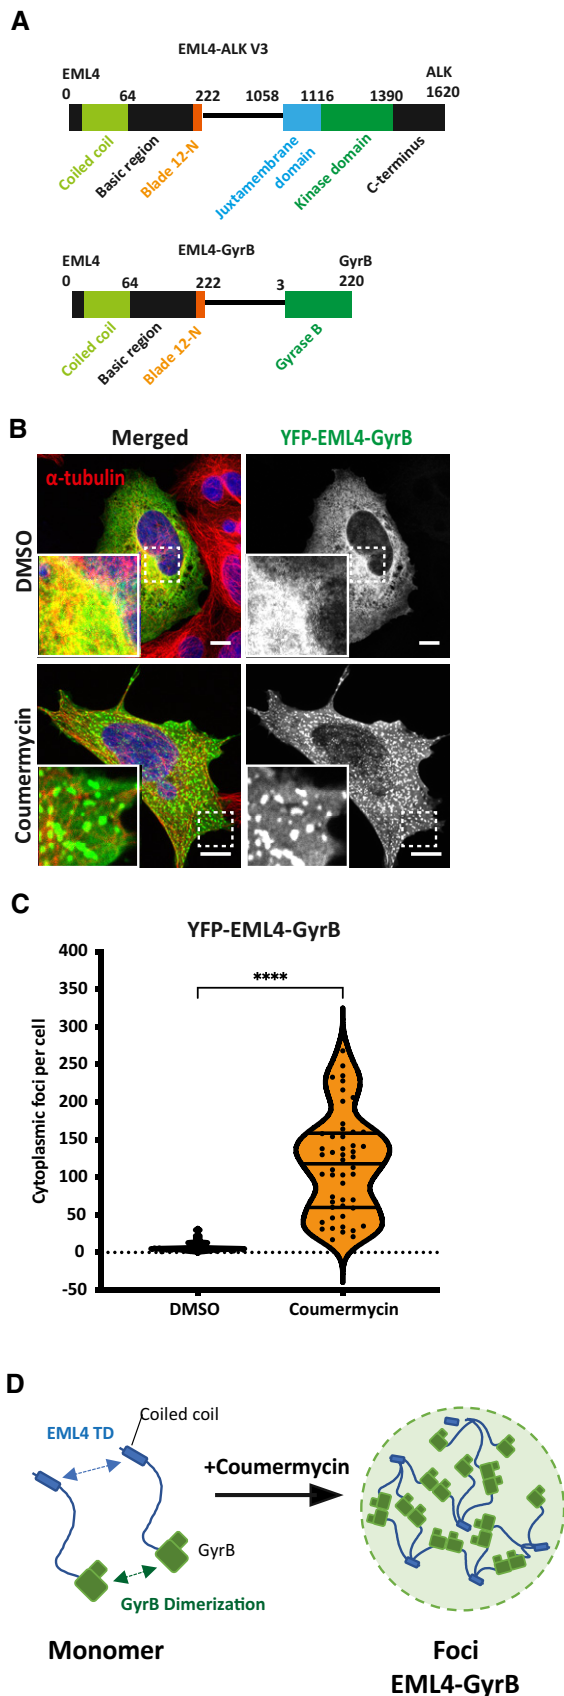 A
EML4-ALK V3
EML4
ALK
0 64 222 1058 1116 1390 1620
Coiled coil
Basic region
Blade 12-N
Juxtamembrane
domain
Kinase domain
C-terminus
EML4-GyrB
EML4
GyrB
0 64 222 3 220
Coiled coil
Basic region
Blade 12-N
Gyrase B
B
Merged
YFP-EML4-GyrB
α-tubulin
DMSO
Coumermycin
C
YFP-EML4-GyrB
Cytoplasmic foci per cell
400
350
300
250
200
150
100
50
0
-50
****
DMSO
Coumermycin
D
Coiled coil
EML4 TD
+Coumermycin
GyrB
GyrB Dimerization
Monomer
Foci
EML4-GyrB